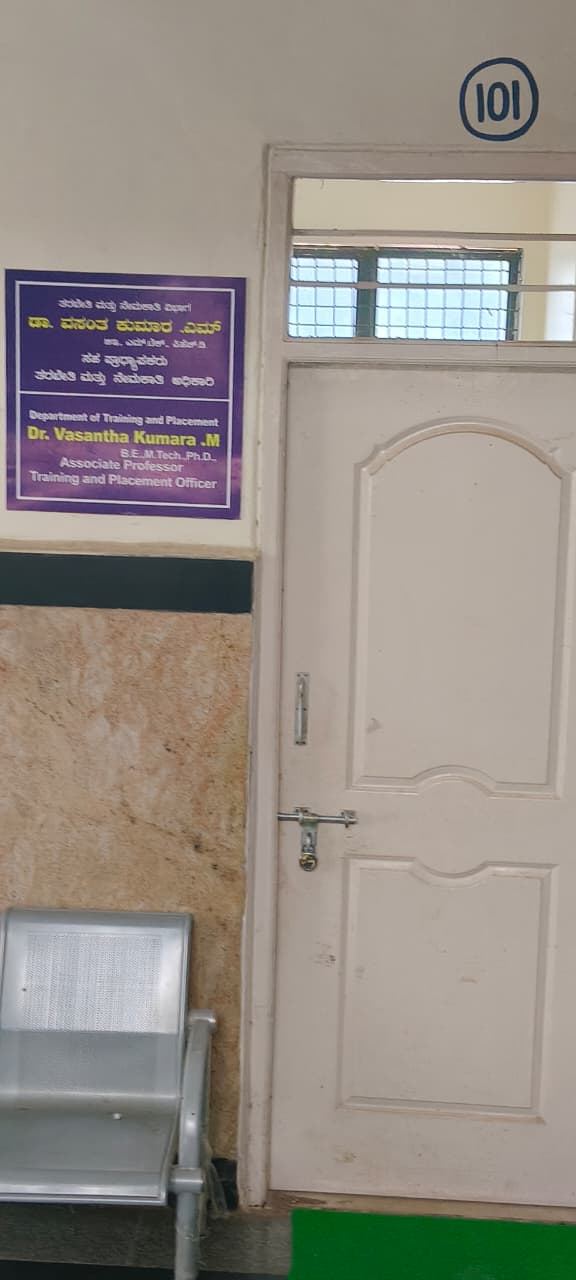 101
ತರಬೇತಿ ಮತ್ತು ನೇಮಕಾತಿ ವಿಭಾಗ
ಡಾ. ವಸಂತ ಕುಮಾರ .ಎಮ್
ಬಿಇ., ಎಮ್.ಟೆಕ್., ಪಿಹೆಚ್.ಡಿ.
ಸಹ ಪ್ರಾಧ್ಯಾಪಕರು
ತರಬೇತಿ ಮತ್ತು ನೇಮಕಾತಿ ಅಧಿಕಾರಿ
Department of Training and Placement
Dr. Vasantha Kumara .M
B.E.,M.Tech.,Ph.D.,
Associate Professor
Training and Placement Officer